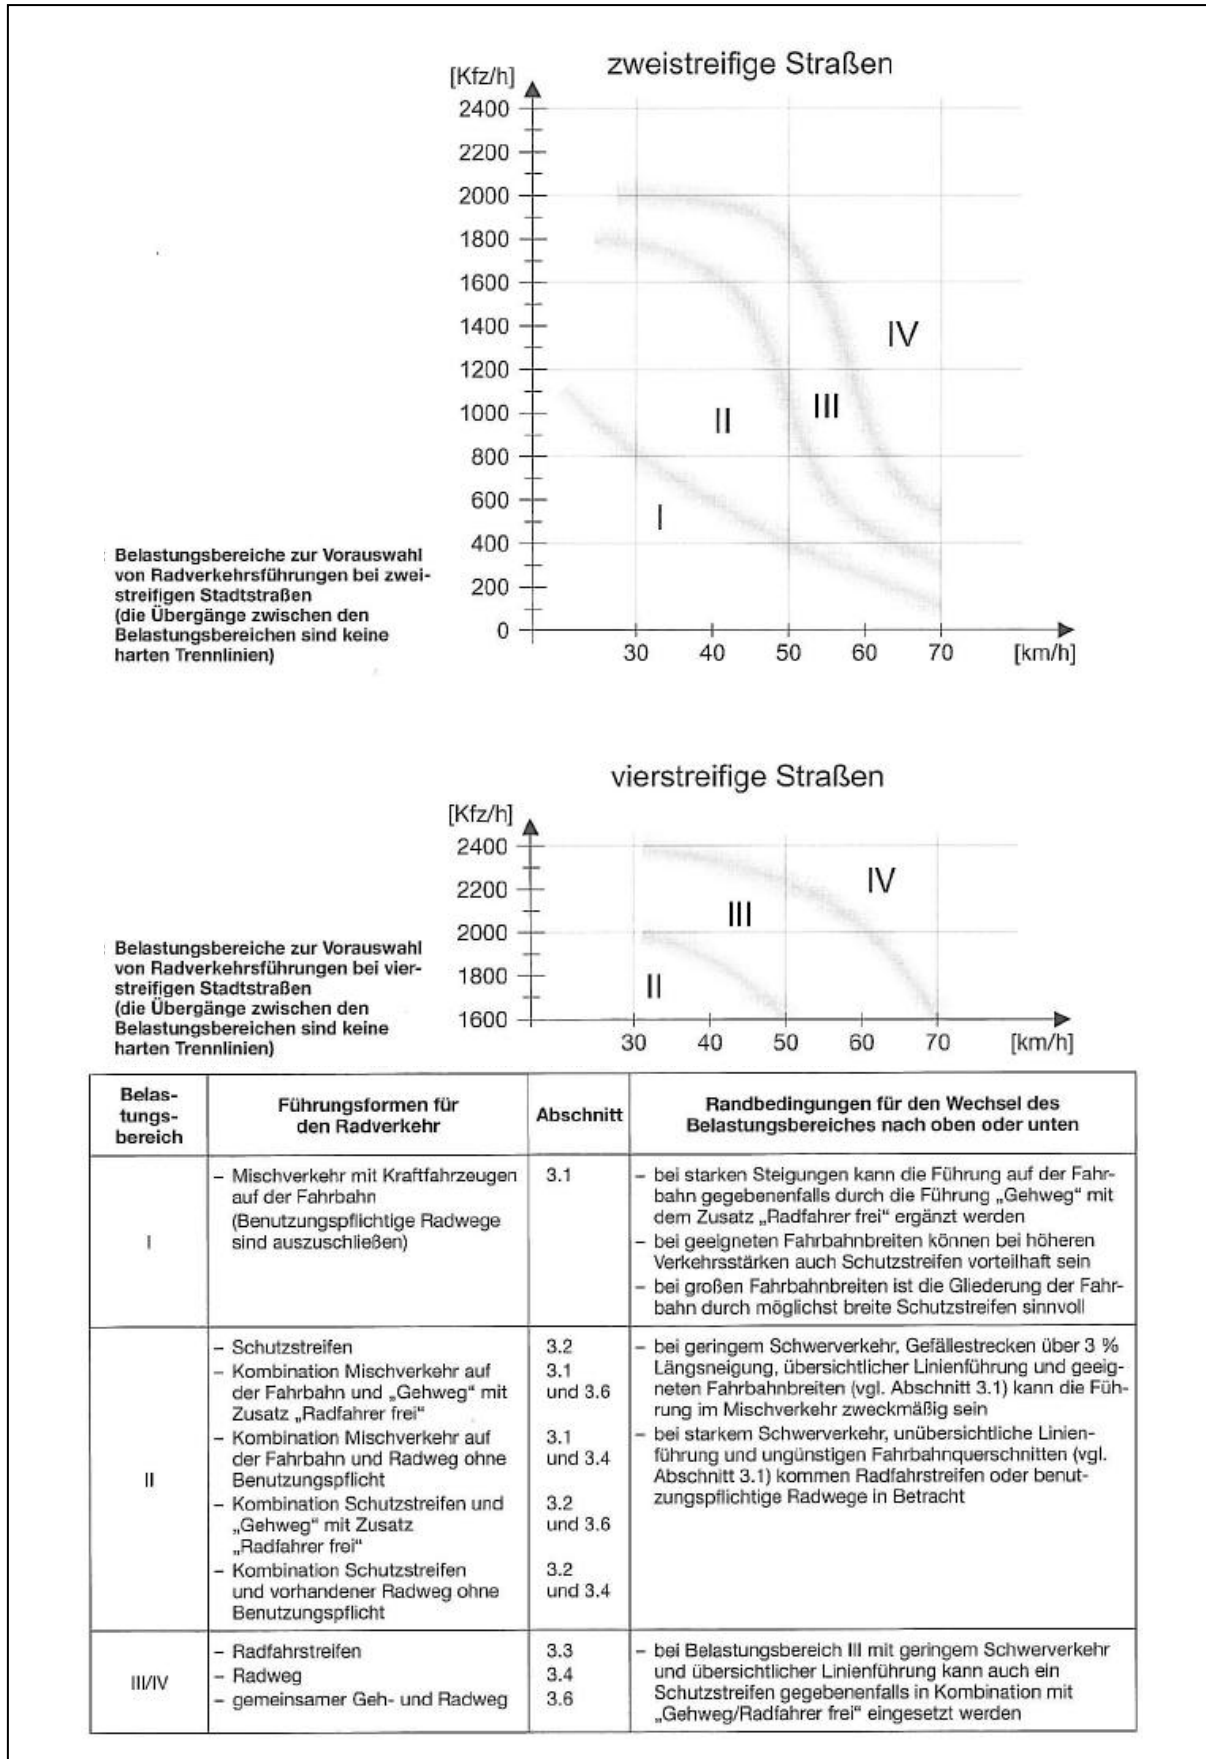 zweistreifige Straßen
[Kfz/h]
2400
2200
2000
1800
1600
1400
1200
1000
800
600
400
200
0
IV
III
II
I
30 40 50 60 70 [km/h]
: Belastungsbereiche zur Vorauswahl
von Radverkehrsführungen bei zwei-
streifigen Stadtstraßen
(die Übergänge zwischen den
Belastungsbereichen sind keine
harten Trennlinien)
vierstreifige Straßen
[Kfz/h]
2400
2200
2000
1800
1600
IV
III
II
30 40 50 60 70 [km/h]
: Belastungsbereiche zur Vorauswahl
von Radverkehrsführungen bei vier-
streifigen Stadtstraßen
(die Übergänge zwischen den
Belastungsbereichen sind keine
harten Trennlinien)
Belas-
tungs-
bereich
Führungsformen für
den Radverkehr
Abschnitt
Randbedingungen für den Wechsel des
Belastungsbereiches nach oben oder unten
I
– Mischverkehr mit Kraftfahrzeugen
auf der Fahrbahn
(Benutzungspflichtige Radwege
sind auszuschließen)
3.1
– bei starken Steigungen kann die Führung auf der Fahr-
bahn gegebenenfalls durch die Führung „Gehweg“ mit
dem Zusatz „Radfahrer frei“ ergänzt werden
– bei geeigneten Fahrbahnbreiten können bei höheren
Verkehrsstärken auch Schutzstreifen vorteilhaft sein
– bei großen Fahrbahnbreiten ist die Gliederung der Fahr-
bahn durch möglichst breite Schutzstreifen sinnvoll
II
– Schutzstreifen
3.2
– Kombination Mischverkehr auf
der Fahrbahn und „Gehweg“ mit
Zusatz „Radfahrer frei“
3.1
und 3.6
– Kombination Mischverkehr auf
der Fahrbahn und Radweg ohne
Benutzungspflicht
3.1
und 3.4
– Kombination Schutzstreifen und
„Gehweg“ mit Zusatz
„Radfahrer frei“
3.2
und 3.6
– Kombination Schutzstreifen
und vorhandener Radweg ohne
Benutzungspflicht
3.2
und 3.4
– bei geringem Schwerverkehr, Gefällestrecken über 3 %
Längsneigung, übersichtlicher Linienführung und geeig-
neten Fahrbahnbreiten (vgl. Abschnitt 3.1) kann die Füh-
rung im Mischverkehr zweckmäßig sein
– bei starkem Schwerverkehr, unübersichtliche Linien-
führung und ungünstigen Fahrbahnquerschnitten (vgl.
Abschnitt 3.1) kommen Radfahrstreifen oder benut-
zungspflichtige Radwege in Betracht
III/IV
– Radfahrstreifen
3.3
– Radweg
3.4
– gemeinsamer Geh- und Radweg
3.6
– bei Belastungsbereich III mit geringem Schwerverkehr
und übersichtlicher Linienführung kann auch ein
Schutzstreifen gegebenenfalls in Kombination mit
„Gehweg/Radfahrer frei“ eingesetzt werden